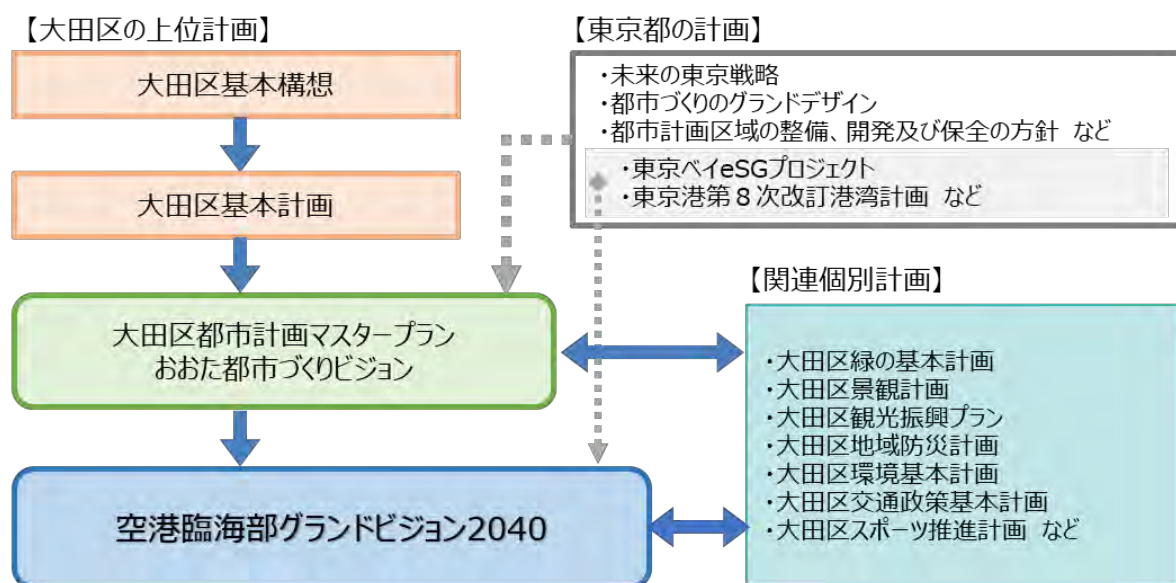 【大田区の上位計画】
大田区基本構想
大田区基本計画
大田区都市計画マスタープラン
おおた都市づくりビジョン
空港臨海部グランドビジョン2040
【東京都の計画】
・未来の東京戦略
・都市づくりのグランドデザイン
・都市計画区域の整備、開発及び保全の方針 など
・東京ベイeSGプロジェクト
・東京港第８次改訂港湾計画 など
【関連個別計画】
・大田区緑の基本計画
・大田区景観計画
・大田区観光振興プラン
・大田区地域防災計画
・大田区環境基本計画
・大田区交通政策基本計画
・大田区スポーツ推進計画 など